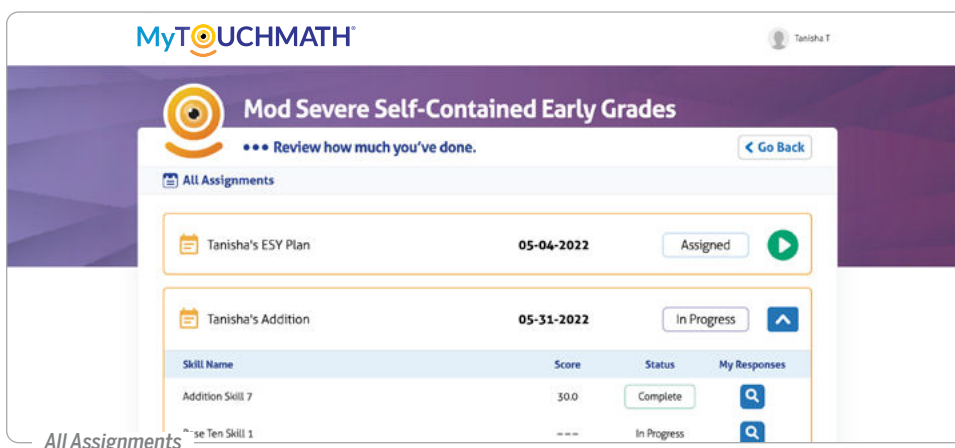 MyTOUCHMATH®
Tanisha T
Mod Severe Self-Contained Early Grades
••• Review how much you've done.
Go Back
All Assignments
Tanisha's ESY Plan 05-04-2022 Assigned
Tanisha's Addition 05-31-2022 In Progress
Skill Name Score Status My Responses
Addition Skill 7 30.0 Complete
Base Ten Skill 1 --- In Progress
All Assignments